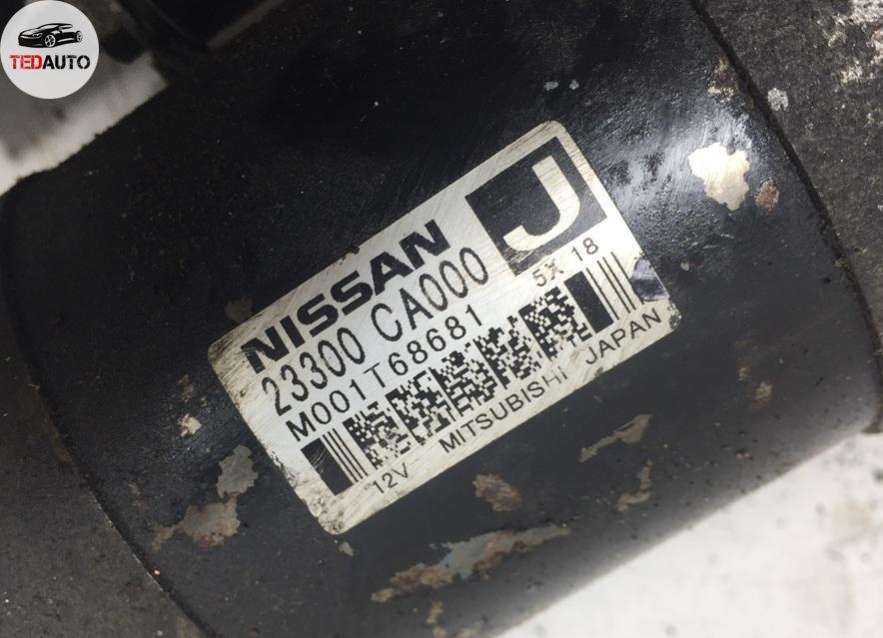 TEDAUTO
NISSAN J
23300 CA000
M001T68681 5X 18
12V MITSUBISHI JAPAN